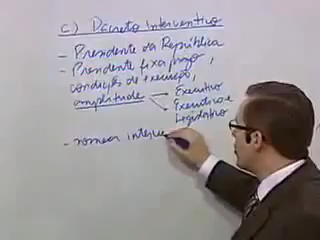 c) Decreto Interventivo
- Presidente da República
- Presidente fixa prazo,
condições de execução,
amplitude
Executivo
Executivo e
Legislativo
- nomear interve